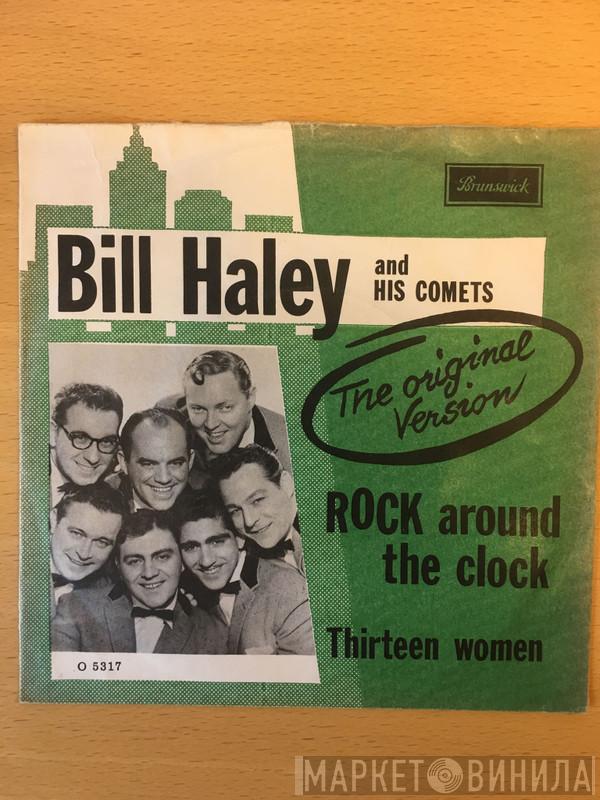 Brunswick
Bill Haley and
HIS COMETS
The original
Version
ROCK around
the clock
Thirteen women
O 5317
МАРКЕТ ВИНИЛА